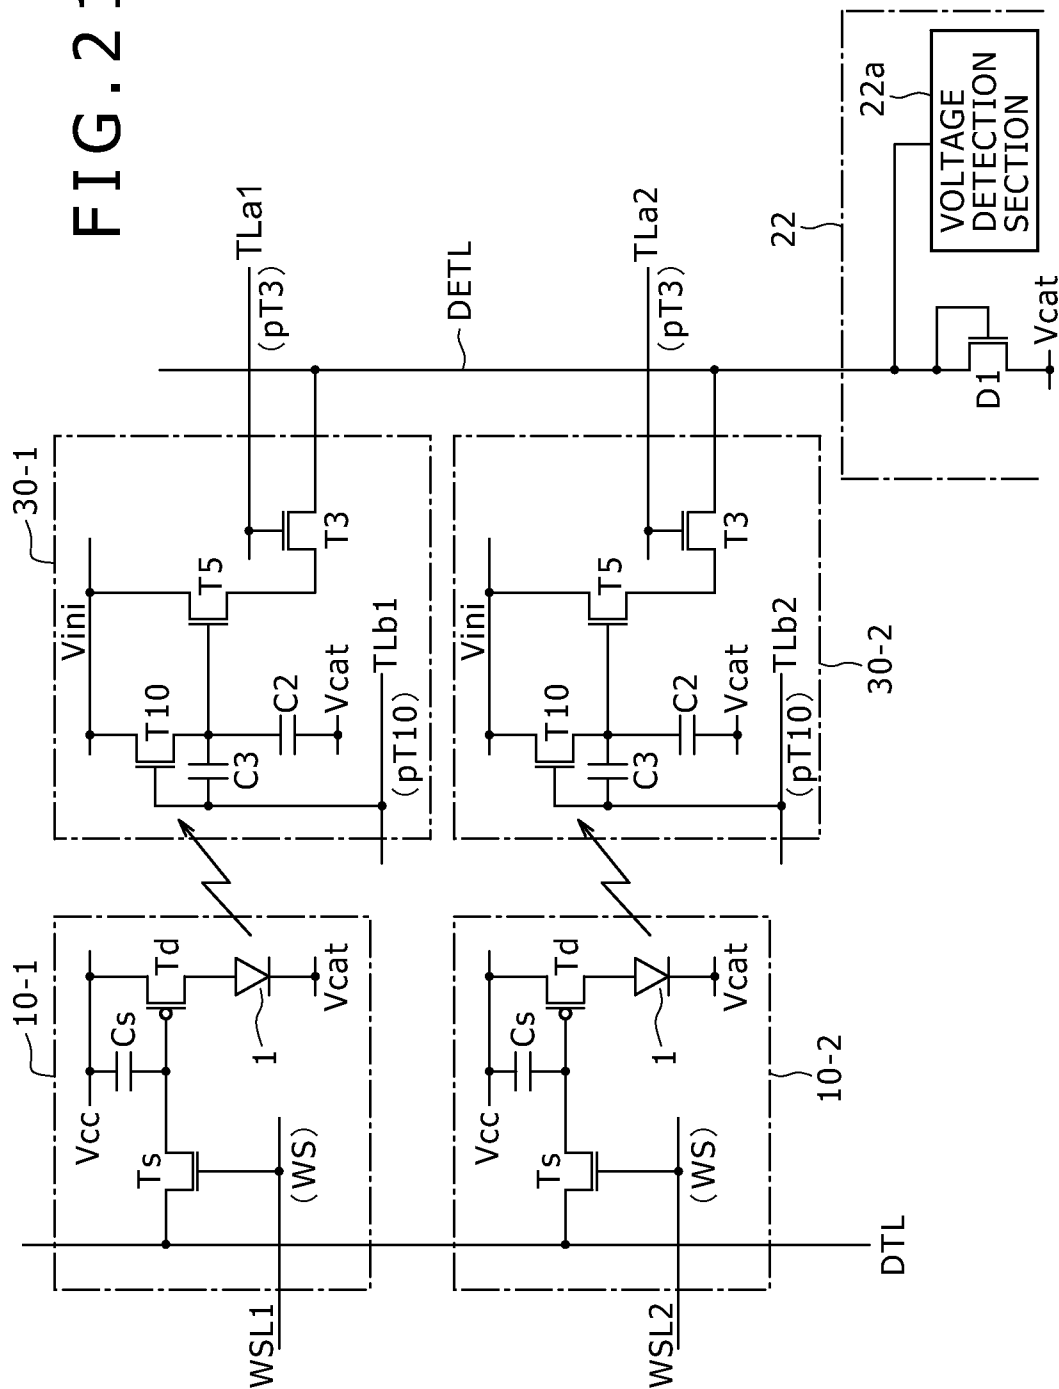 FIG.21
10-1
Vcc
Cs
Td
Ts
1
Vcat
WSL1
(WS)
30-1
Vini
T10
T5
C3
C2
Vcat
T3
TLa1
(pT3)
TLb1
(pT10)
DETL
Vcc
Cs
Td
Ts
1
Vcat
WSL2
(WS)
10-2
DTL
Vini
T10
T5
C3
C2
Vcat
T3
TLa2
(pT3)
TLb2
(pT10)
30-2
22
22a
VOLTAGE
DETECTION
SECTION
D1
Vcat